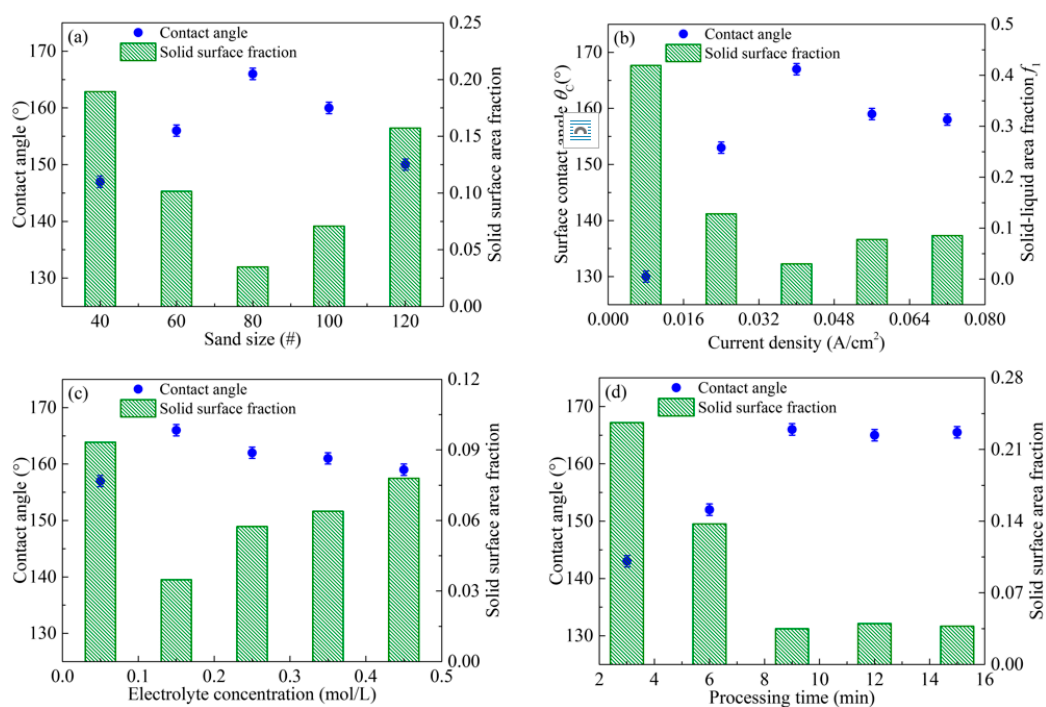 (a)
Contact angle
Solid surface fraction
170
160
150
140
130
Contact angle (°)
0.25
0.20
0.15
0.10
0.05
0.00
Solid surface area fraction
40 60 80 100 120
Sand size (#)
(b)
Contact angle
Solid surface fraction
170
160
150
140
130
Surface contact angle θC(°)
0.5
0.4
0.3
0.2
0.1
0.0
Solid-liquid area fraction f1
0.000 0.016 0.032 0.048 0.064 0.080
Current density (A/cm²)
(c)
Contact angle
Solid surface fraction
170
160
150
140
130
Contact angle (°)
0.12
0.09
0.06
0.03
0.00
Solid surface area fraction
0.0 0.1 0.2 0.3 0.4 0.5
Electrolyte concentration (mol/L)
(d)
Contact angle
Solid surface fraction
170
160
150
140
130
Contact angle (°)
0.28
0.21
0.14
0.07
0.00
Solid surface area fraction
2 4 6 8 10 12 14 16
Processing time (min)